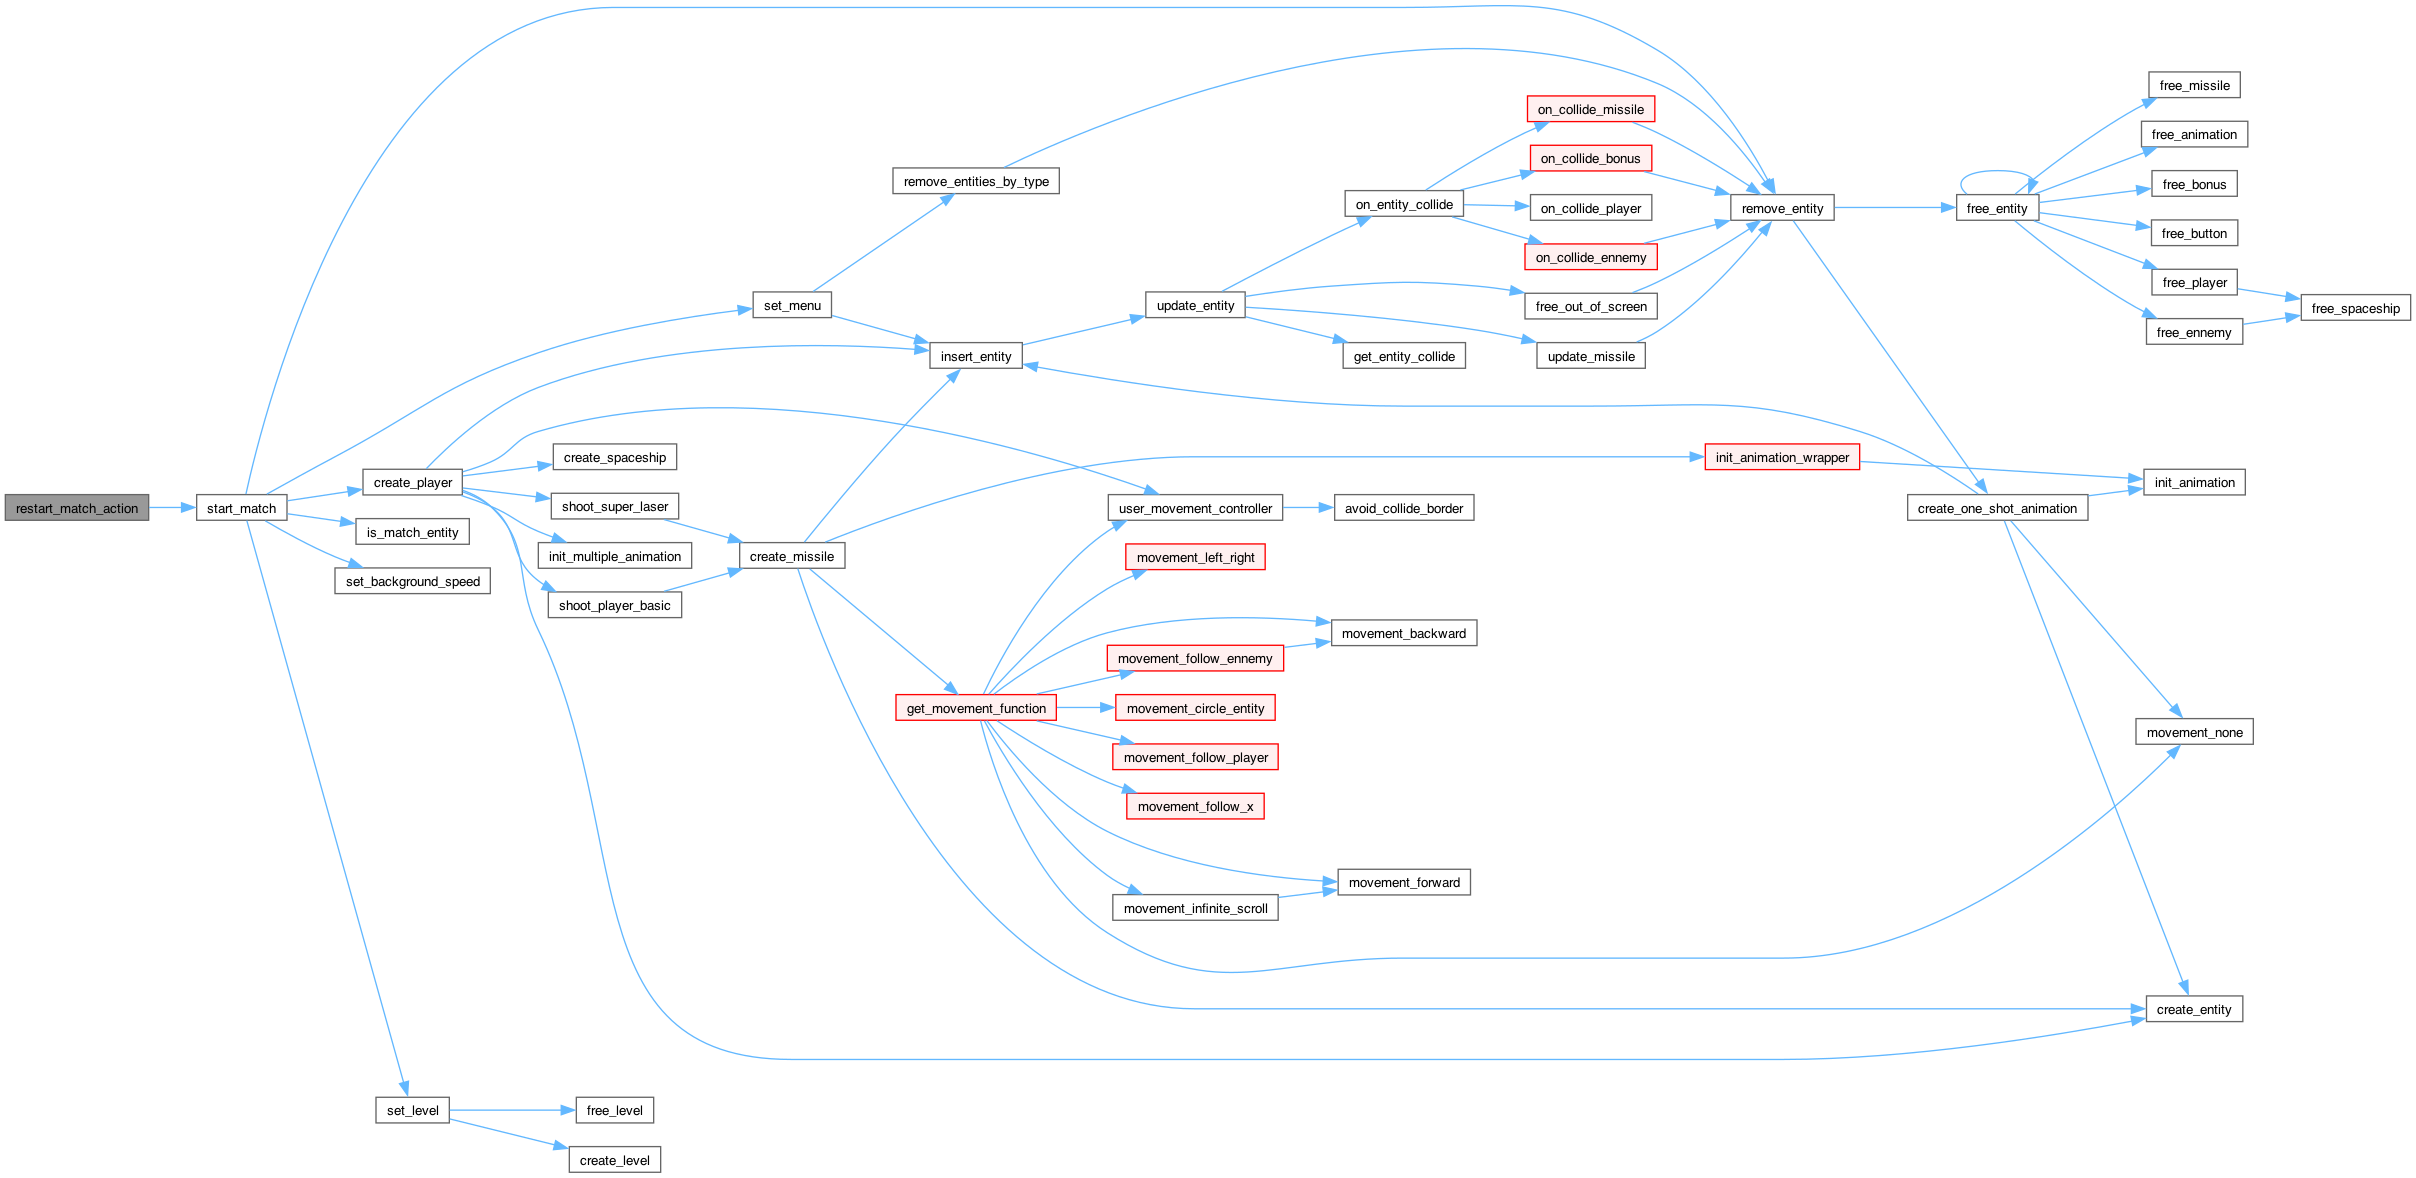 restart_match_action
start_match
create_player
is_match_entity
set_background_speed
set_level
create_spaceship
shoot_super_laser
init_multiple_animation
shoot_player_basic
free_level
create_level
set_menu
create_missile
remove_entities_by_type
insert_entity
get_movement_function
update_entity
user_movement_controller
movement_left_right
movement_follow_ennemy
movement_circle_entity
movement_follow_player
movement_follow_x
movement_infinite_scroll
on_entity_collide
get_entity_collide
avoid_collide_border
movement_backward
movement_forward
on_collide_missile
on_collide_bonus
on_collide_player
on_collide_ennemy
free_out_of_screen
update_missile
remove_entity
init_animation_wrapper
free_entity
create_one_shot_animation
free_missile
free_animation
free_bonus
free_button
free_player
free_ennemy
init_animation
movement_none
create_entity
free_spaceship